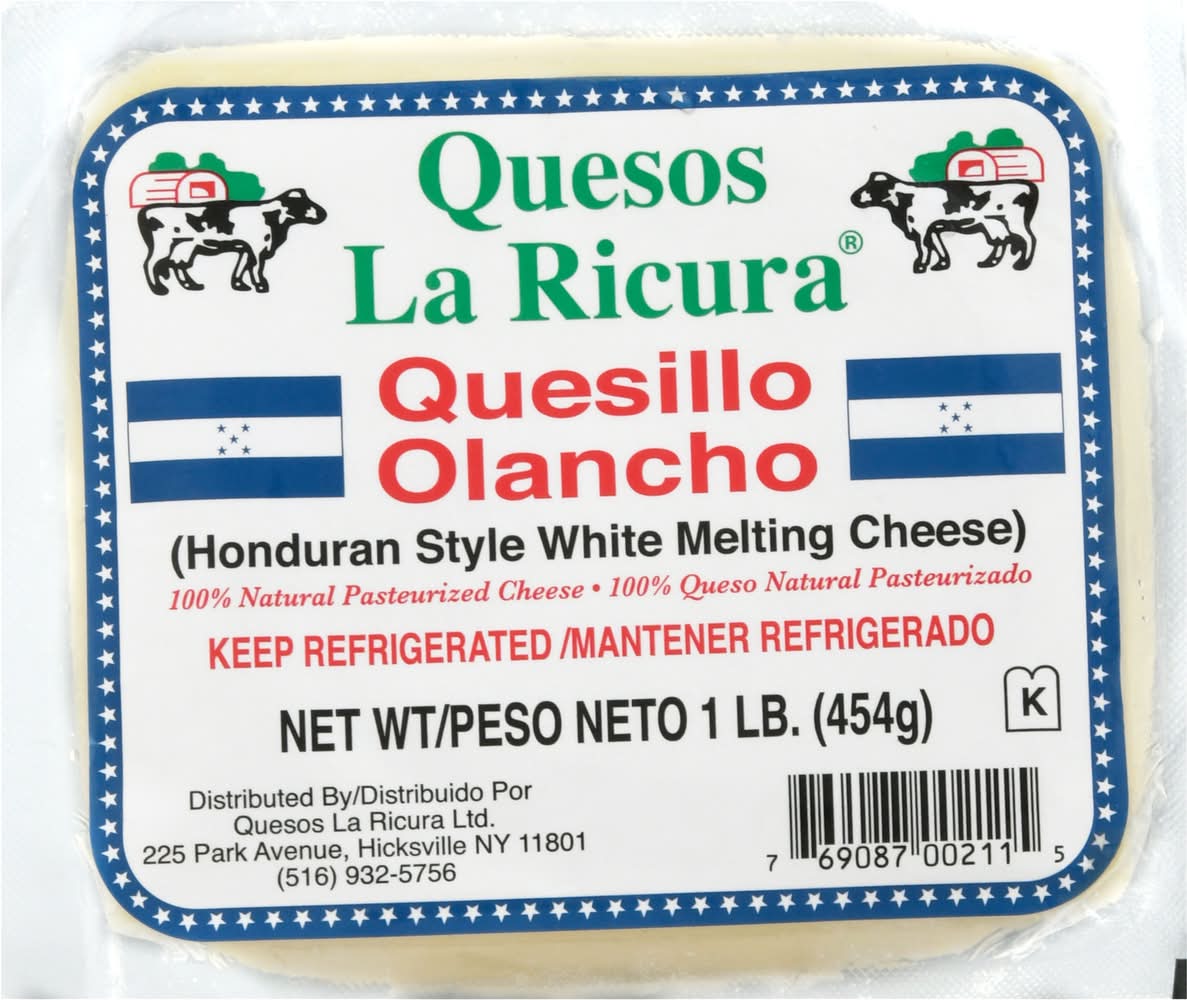 Quesos
La Ricura®
Quesillo
Olancho
(Honduran Style White Melting Cheese)
100% Natural Pasteurized Cheese • 100% Queso Natural Pasteurizado
KEEP REFRIGERATED /MANTENER REFRIGERADO
NET WT/PESO NETO 1 LB. (454g)
K
Distributed By/Distribuido Por
Quesos La Ricura Ltd.
225 Park Avenue, Hicksville NY 11801
(516) 932-5756
7 69087 00211 5